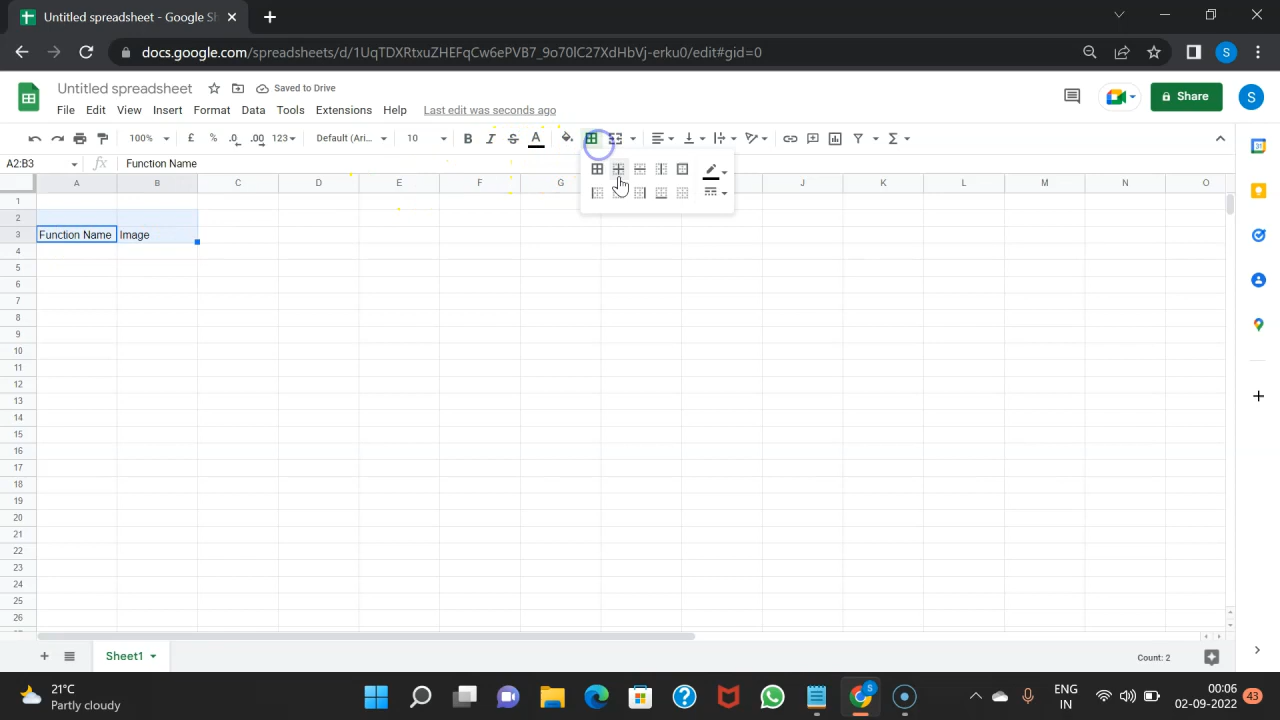 Untitled spreadsheet - Google Sh
docs.google.com/spreadsheets/d/1UqTDXRtxuZHEFqCw6ePVB7_9o70IC27XdHbVj-erku0/edit#gid=0
S
Untitled spreadsheet
Saved to Drive
File Edit View Insert Format Data Tools Extensions Help Last edit was seconds ago
Share
S
100% £ % .0 .00 123 Default (Ari... 10 B I S A Σ
A2:B3 fx Function Name
A B C D E F G J K L M N O
1
2
3 Function Name Image
4
5
6
7
8
9
10
11
12
13
14
15
16
17
18
19
20
21
22
23
24
25
26
Sheet1
Count: 2
21°C
Partly cloudy
S
ENG
IN
00:06
02-09-2022
43